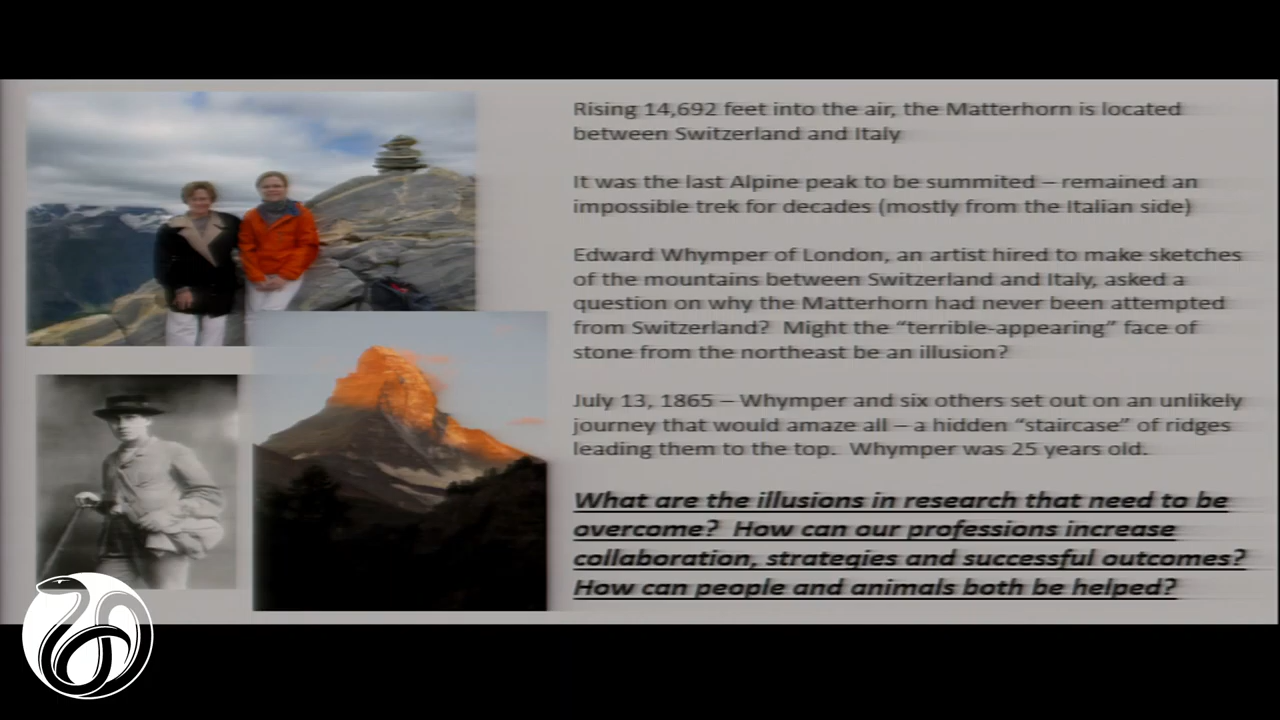 Rising 14,692 feet into the air, the Matterhorn is located
between Switzerland and Italy
It was the last Alpine peak to be summited – remained an
impossible trek for decades (mostly from the Italian side)
Edward Whymper of London, an artist hired to make sketches
of the mountains between Switzerland and Italy, asked a
question on why the Matterhorn had never been attempted
from Switzerland?  Might the “terrible-appearing” face of
stone from the northeast be an illusion?
July 13, 1865 – Whymper and six others set out on an unlikely
journey that would amaze all – a hidden “staircase” of ridges
leading them to the top.  Whymper was 25 years old.
What are the illusions in research that need to be
overcome?  How can our professions increase
collaboration, strategies and successful outcomes?
How can people and animals both be helped?